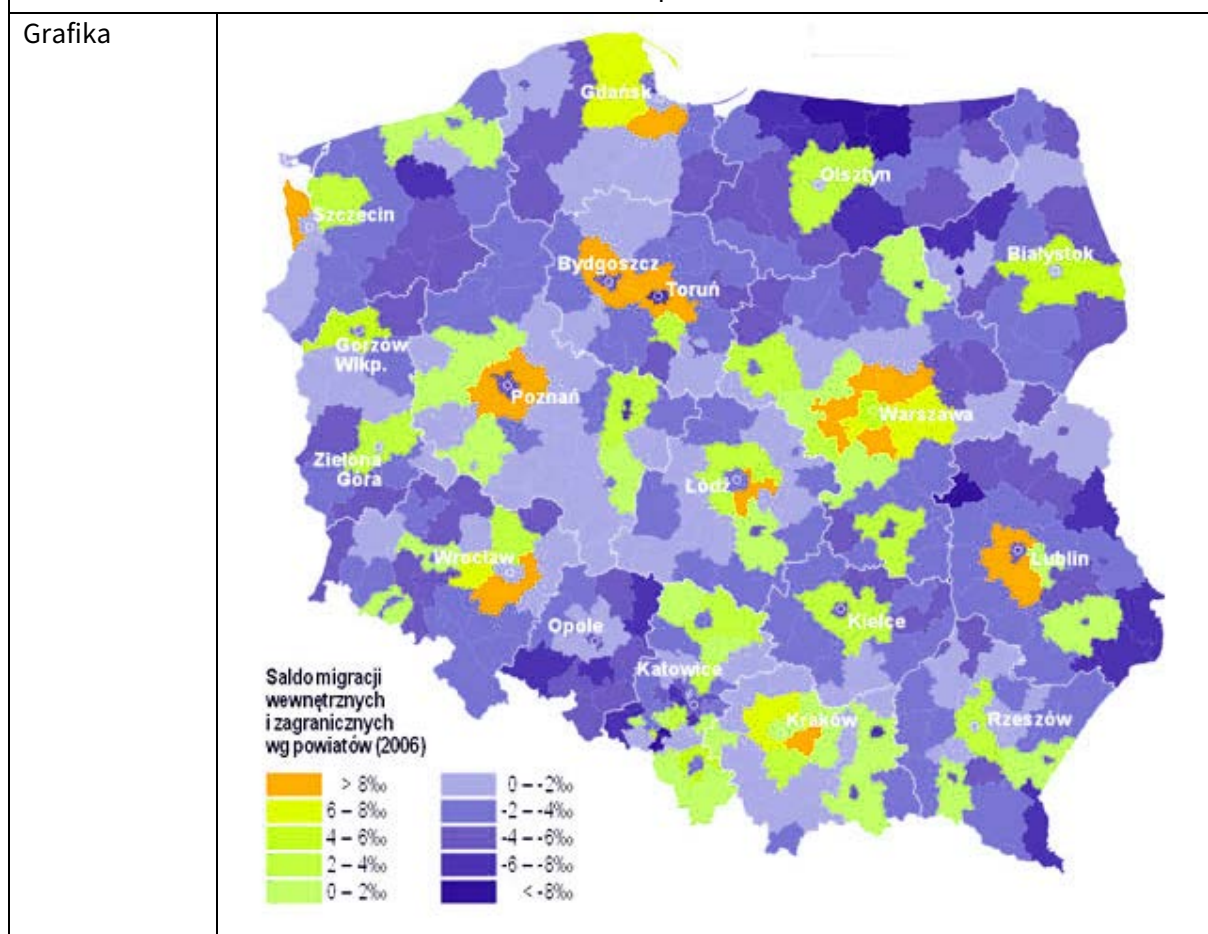 Grafika
Gdańsk
Olsztyn
Szczecin
Białystok
Bydgoszcz
Toruń
Gorzów
Wlkp.
Poznań
Warszawa
Zielona
Góra
Łódź
Wrocław
Lublin
Opole
Kielce
Katowice
Kraków
Rzeszów
Saldo migracji
wewnętrznych
i zagranicznych
wg powiatów (2006)
> 8‰
6 – 8‰
4 – 6‰
2 – 4‰
0 – 2‰
0 – -2‰
-2 – -4‰
-4 – -6‰
-6 – -8‰
< -8‰